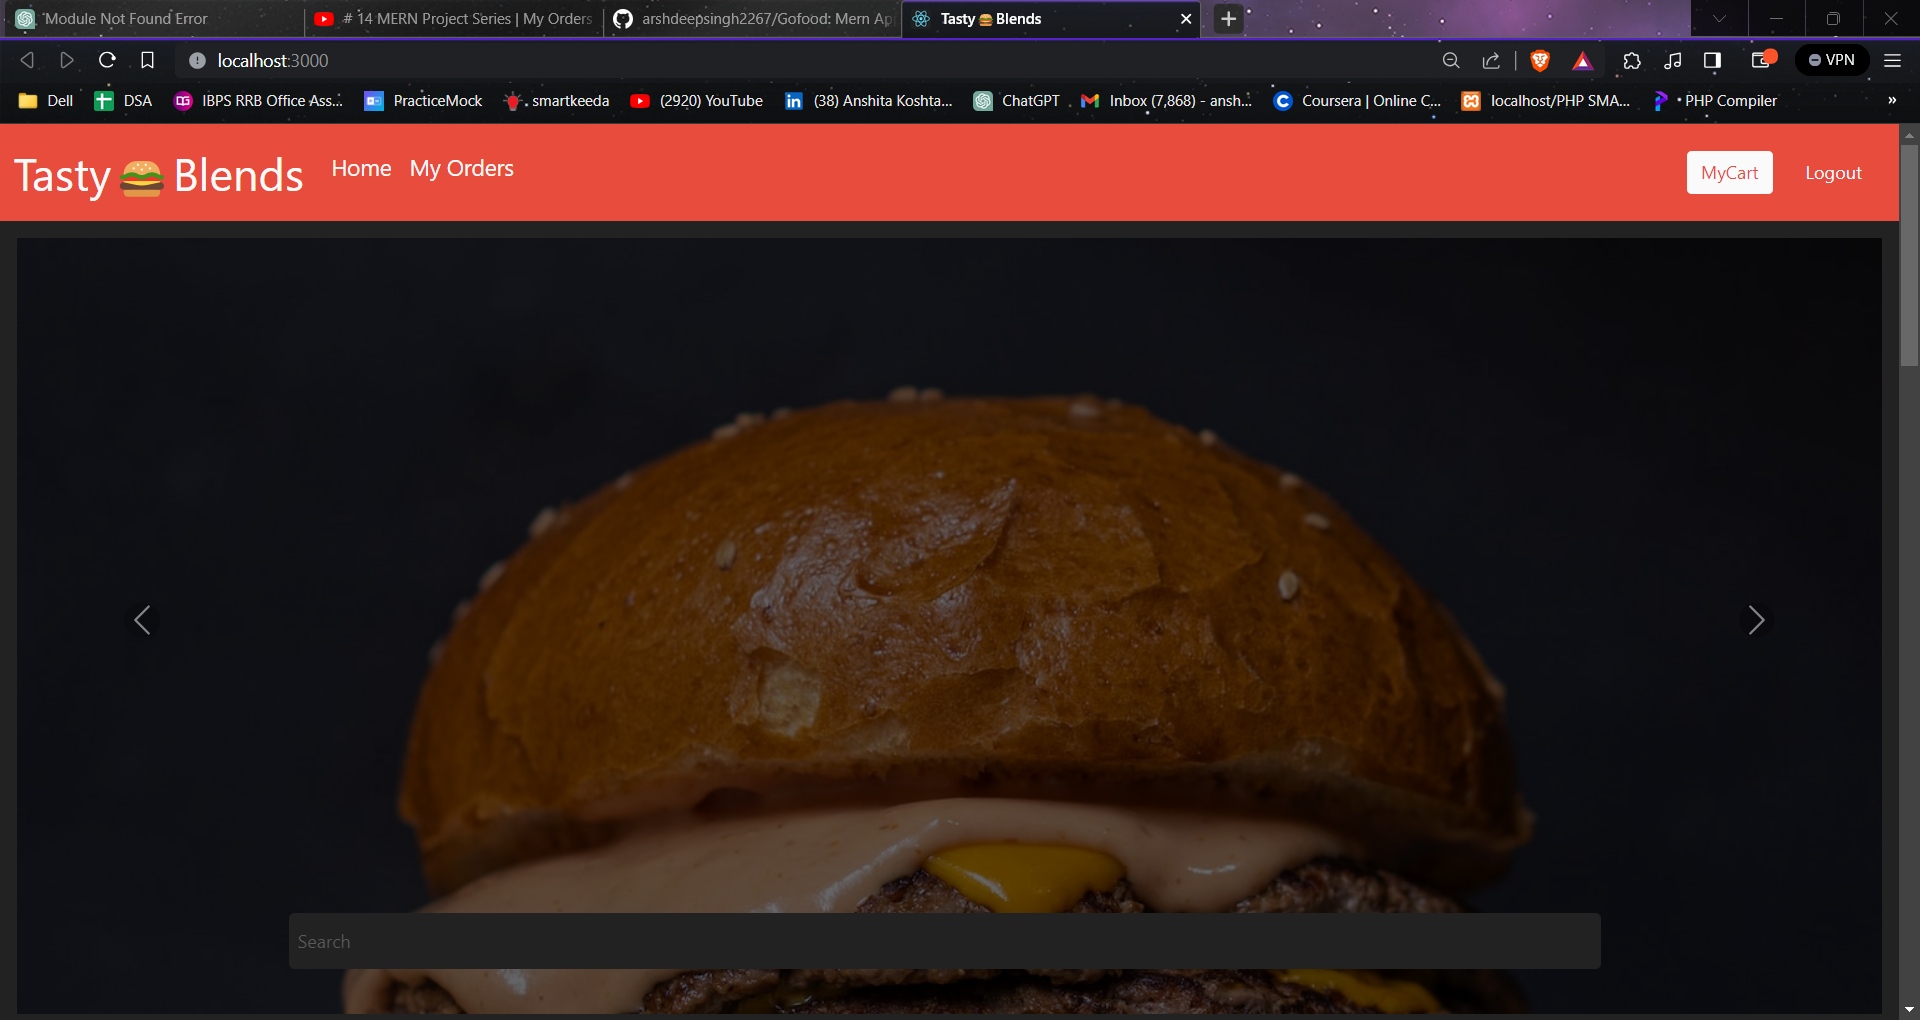 Module Not Found Error
# 14 MERN Project Series | My Orders
arshdeepsingh2267/Gofood: Mern Ap
Tasty🍔Blends
localhost:3000
VPN
Dell
DSA
IBPS RRB Office Ass...
PracticeMock
smartkeeda
(2920) YouTube
(38) Anshita Koshta...
ChatGPT
Inbox (7,868) - ansh...
Coursera | Online C...
localhost/PHP SMA...
PHP Compiler
»
Tasty🍔Blends
Home
My Orders
MyCart
Logout
Search